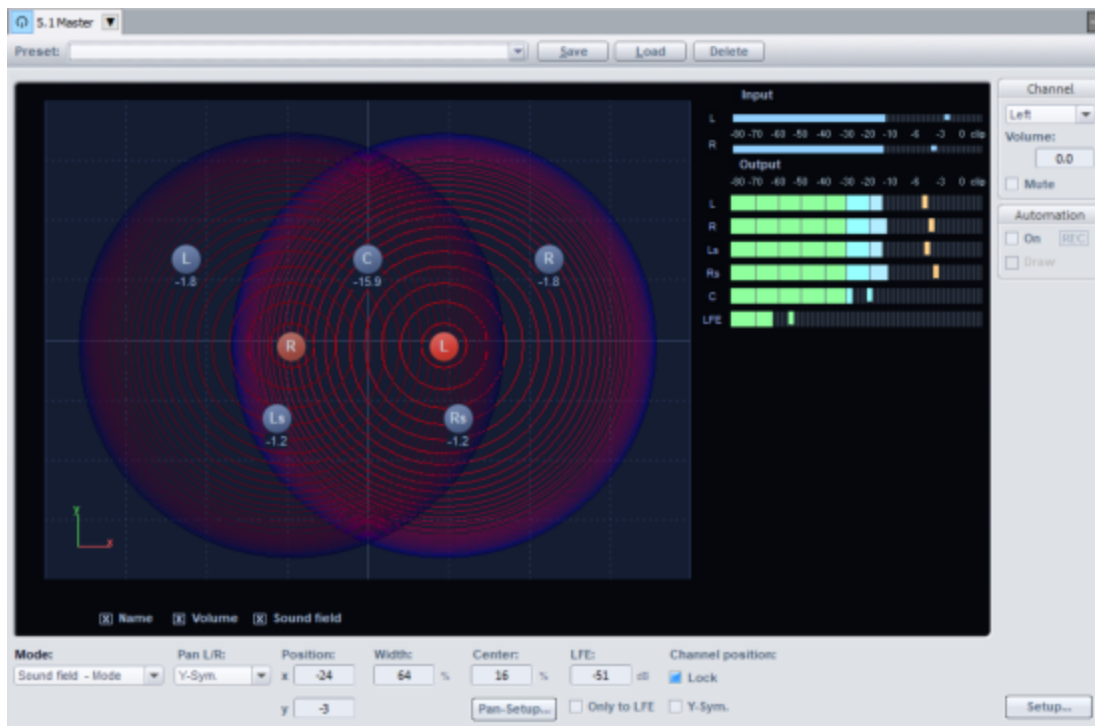 5.1 Master
Preset: Save Load Delete
Input
L
-80 -70 -60 -50 -40 -30 -20 -10 -6 -3 0 clip
R
Output
-80 -70 -60 -50 -40 -30 -20 -10 -6 -3 0 clip
L
R
Ls
Rs
C
LFE
Channel
Left
Volume:
0.0
Mute
Automation
On REC
Draw
L C R
-1.8 -15.9 -1.8
R L
Ls Rs
-1.2 -1.2
y
x
Name Volume Sound field
Mode: Pan L/R: Position: Width: Center: LFE: Channel position:
Sound field - Mode Y-Sym. x -24 64 % 16 % -51 dB Lock
y -3 Pan-Setup... Only to LFE Y-Sym. Setup...